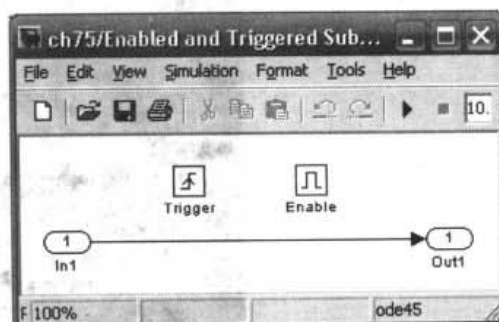 ch75/Enabled and Triggered Sub...
File Edit View Simulation Format Tools Help
10.
Trigger Enable
1 1
In1 Out1
F 100% ode45